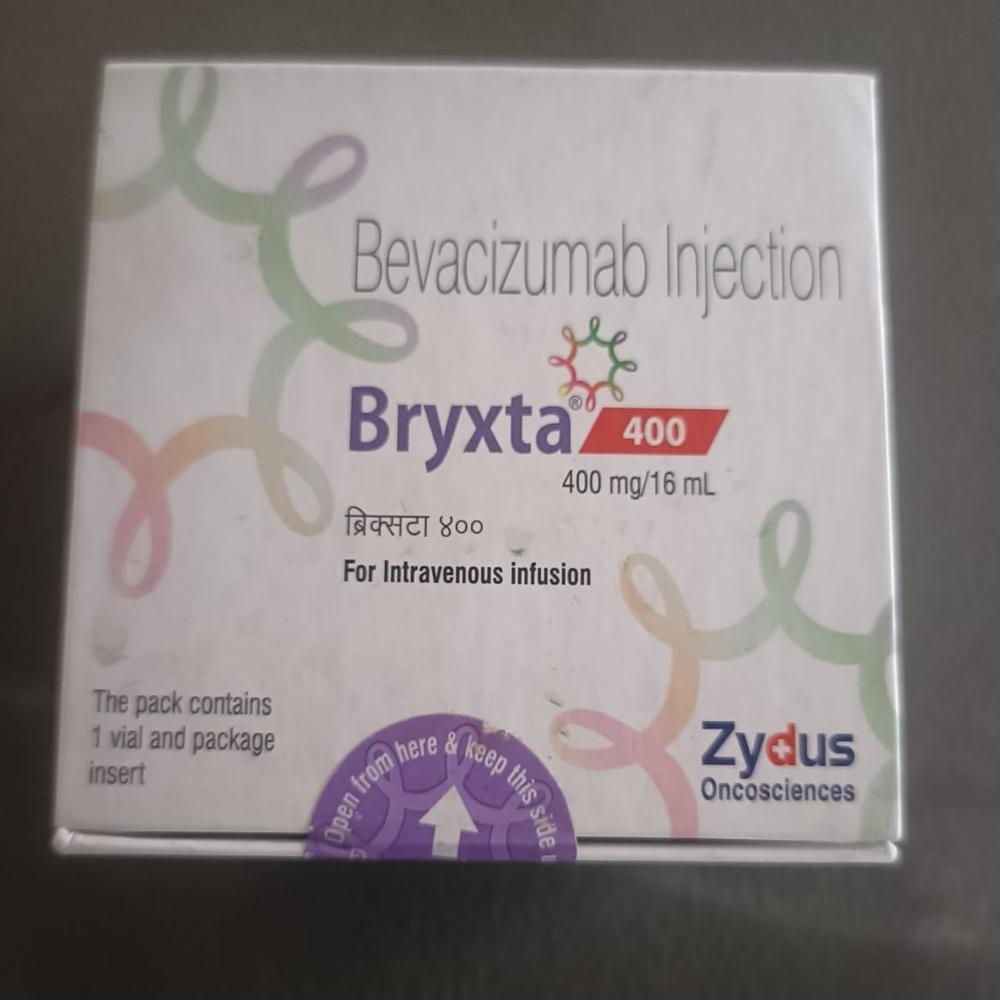 Bevacizumab Injection
Bryxta® 400
400 mg/16 mL
ब्रिक्सटा ४००
For Intravenous infusion
The pack contains
1 vial and package
insert
Open from here & keep this side
Zydus
Oncosciences